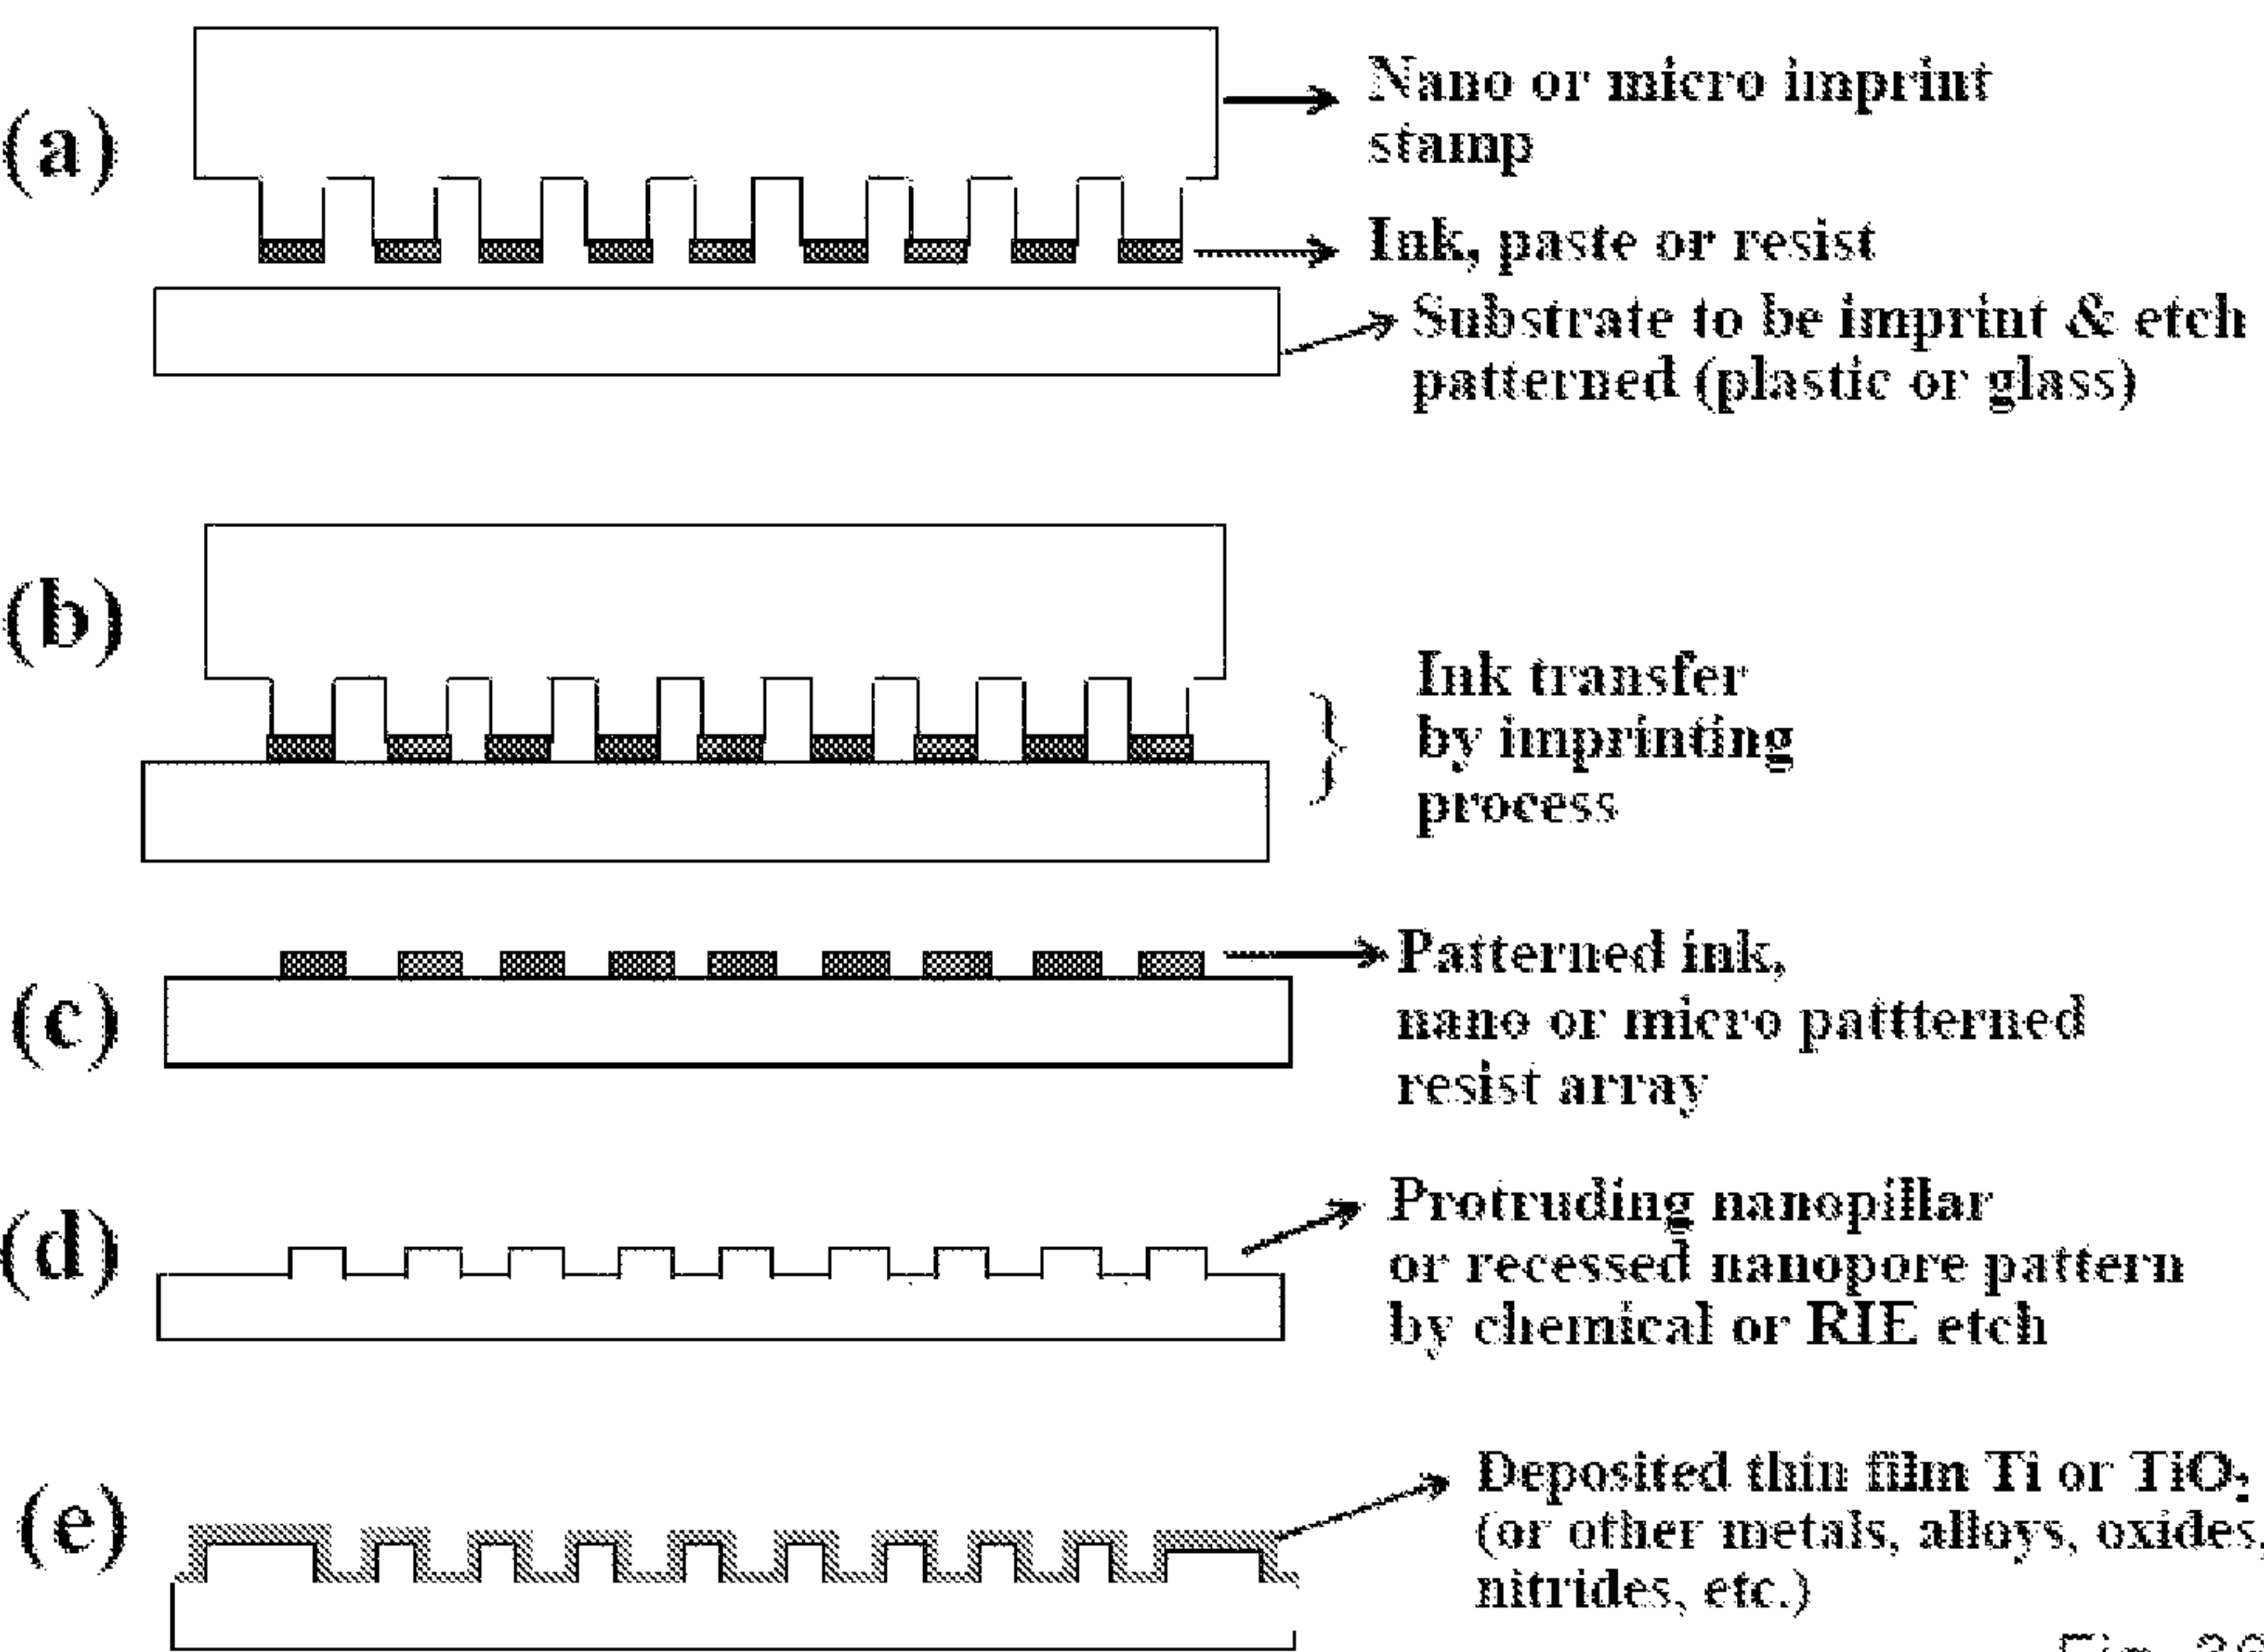 (a)
Nano or micro imprint
stamp
Ink, paste or resist
Substrate to be imprint & etch
patterned (plastic or glass)
(b)
Ink transfer
by imprinting
process
(c)
Patterned ink,
nano or micro pattterned
resist array
(d)
Protruding nanopillar
or recessed nanopore pattern
by chemical or RIE etch
(e)
Deposited thin film Ti or TiO₂
(or other metals, alloys, oxides,
nitrides, etc.)
Fig.